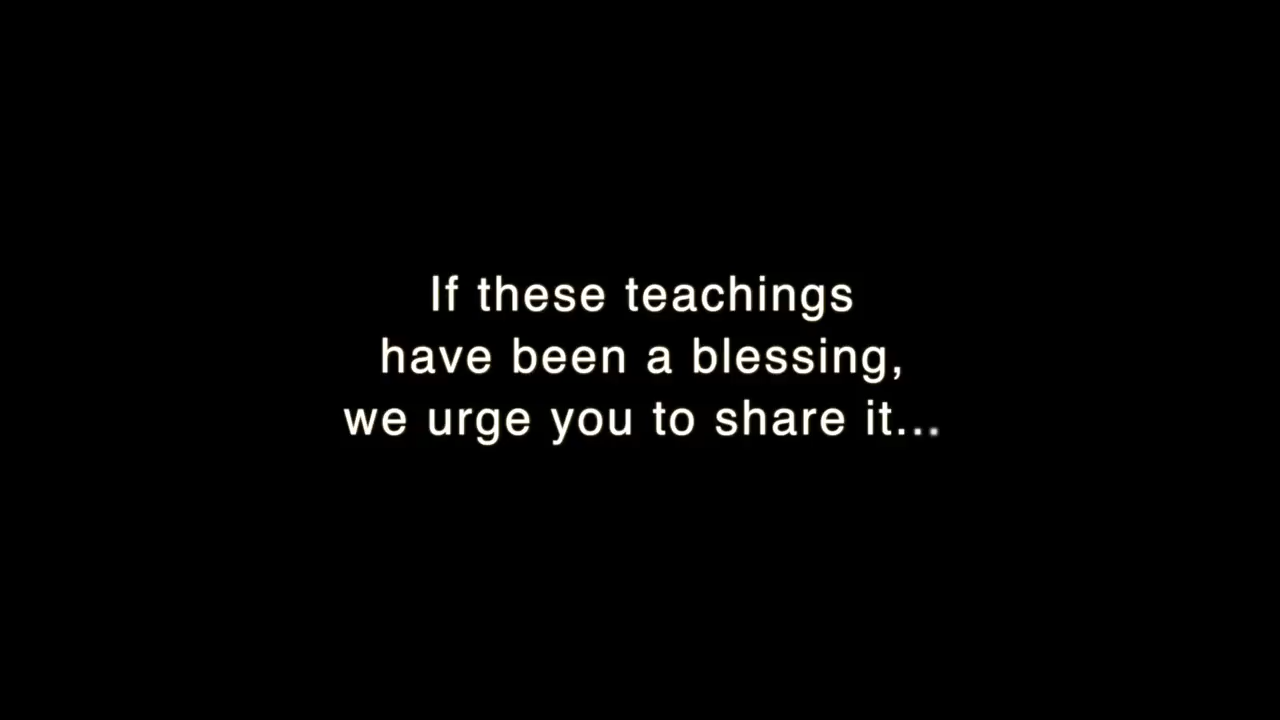 If these teachings
have been a blessing,
we urge you to share it...